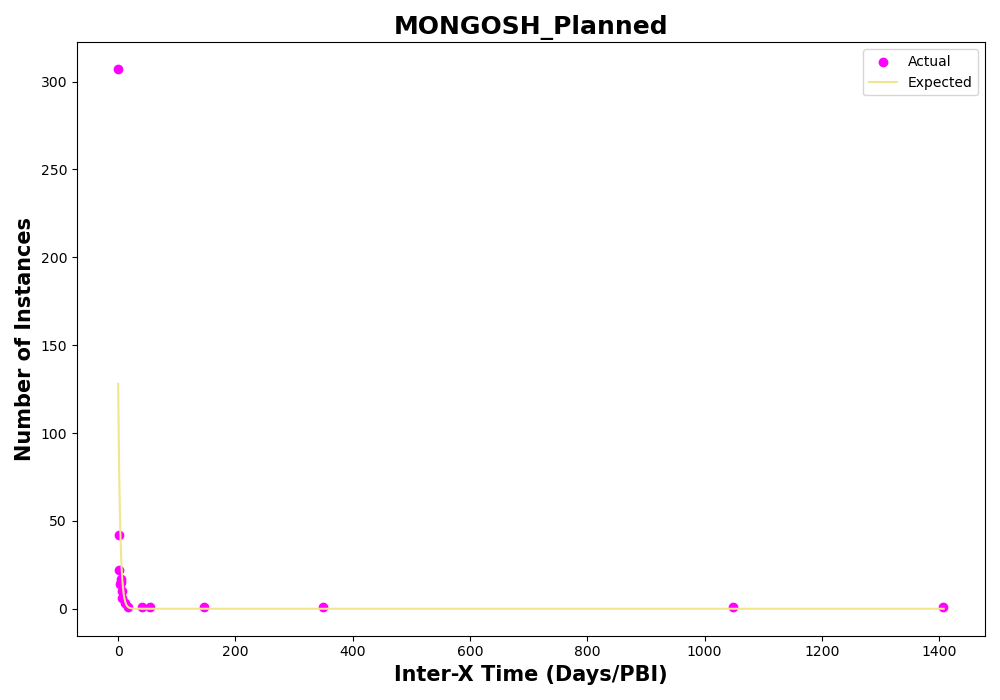 MONGOSH_Planned
Actual
Expected
300
250
200
150
100
50
0
Number of Instances
0 200 400 600 800 1000 1200 1400
Inter-X Time (Days/PBI)